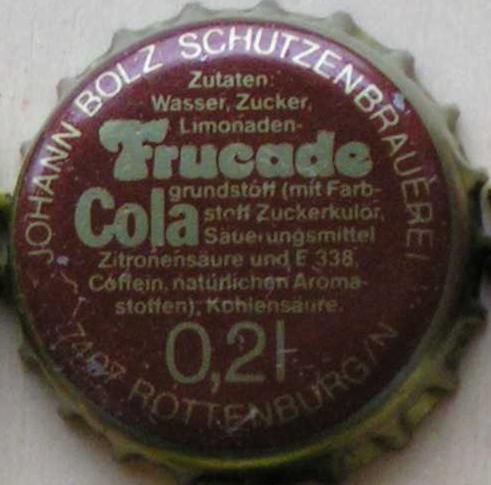 JOHANN BOLZ SCHÜTZENBRAUEREI
Zutaten:
Wasser, Zucker,
Limonaden-
Frucade
Cola
grundstoff (mit Farb-
stoff Zuckerkulör,
Säuerungsmittel
Zitronensäure und E 338,
Coffein, natürlichen Aroma-
stoffen), Kohlensäure.
0,2l
7407 ROTTENBURG/N